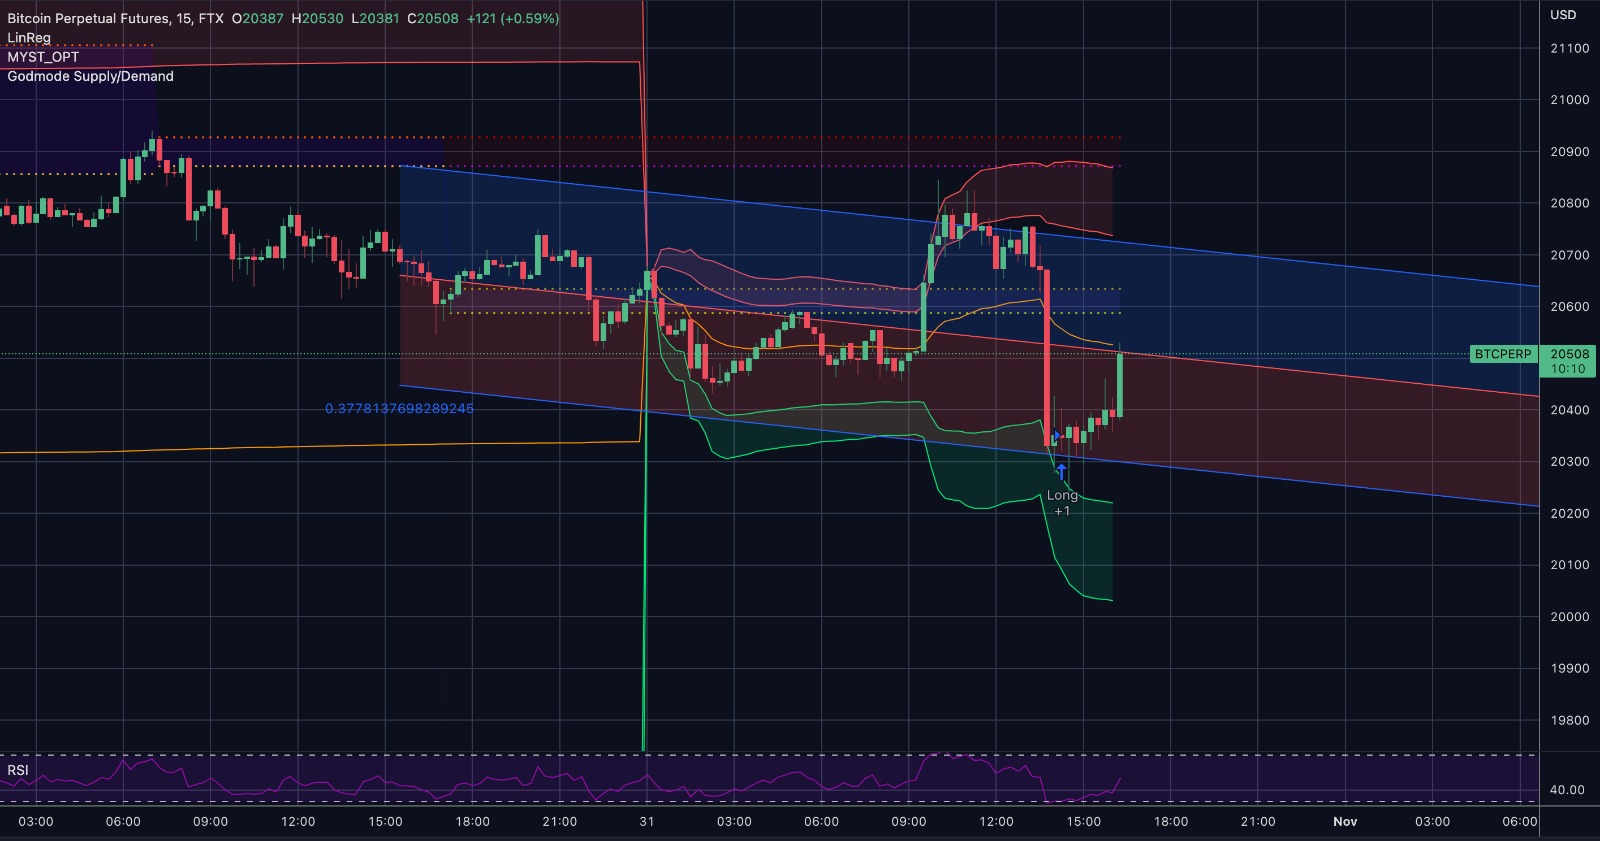 Bitcoin Perpetual Futures, 15, FTX O20387 H20530 L20381 C20508 +121 (+0.59%)
LinReg
MYST_OPT
Godmode Supply/Demand
USD
21100
21000
20900
20800
20700
20600
BTCPERP 20508
10:10
20400
20300
20200
20100
20000
19900
19800
0.3778137698289245
Long
+1
RSI
40.00
03:00 06:00 09:00 12:00 15:00 18:00 21:00 31 03:00 06:00 09:00 12:00 15:00 18:00 21:00 Nov 03:00 06:00